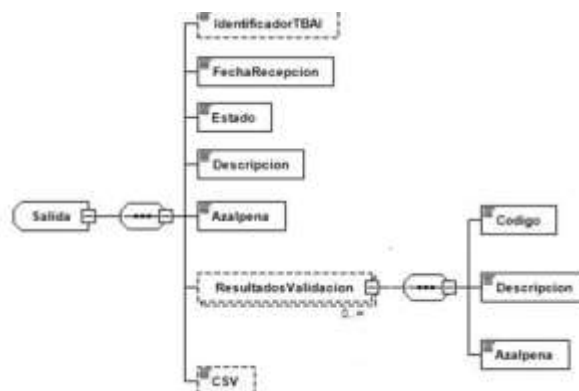 IdentificadorTBAI
FechaRecepcion
Estado
Descripcion
Salida
Azalpena
Codigo
ResultadosValidacion
Descripcion
0..∞
Azalpena
CSV